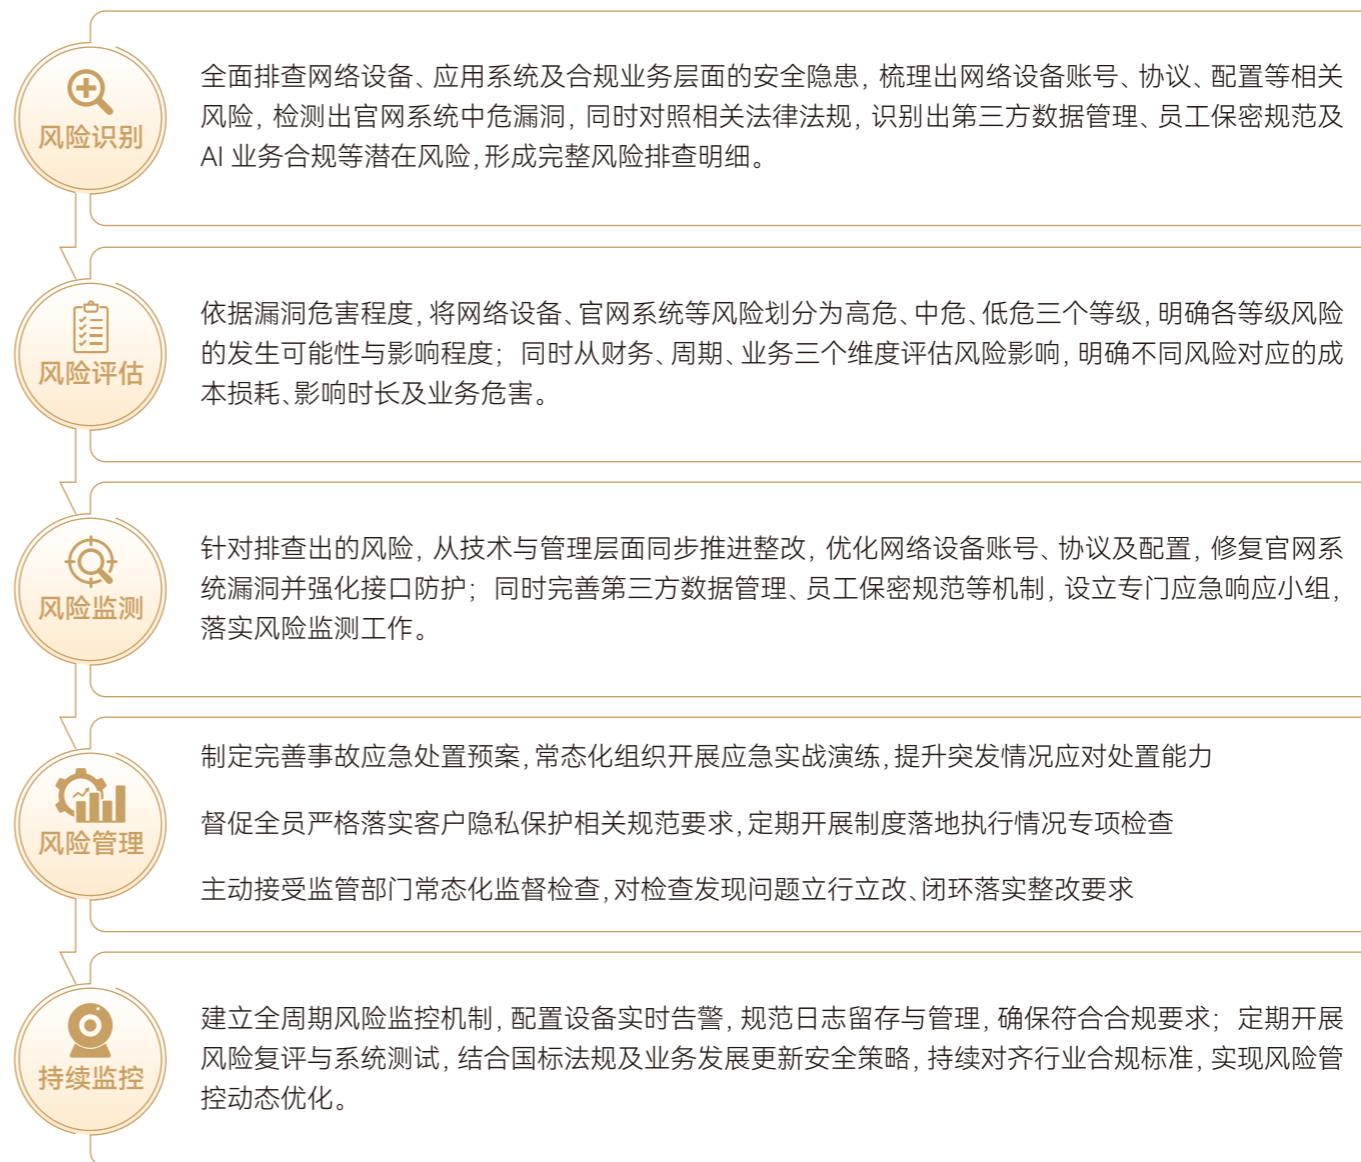 风险识别
全面排查网络设备、应用系统及合规业务层面的安全隐患，梳理出网络设备账号、协议、配置等相关
风险，检测出官网系统中危漏洞，同时对照相关法律法规，识别出第三方数据管理、员工保密规范及
AI 业务合规等潜在风险，形成完整风险排查明细。
风险评估
依据漏洞危害程度，将网络设备、官网系统等风险划分为高危、中危、低危三个等级，明确各等级风险
的发生可能性与影响程度；同时从财务、周期、业务三个维度评估风险影响，明确不同风险对应的成
本损耗、影响时长及业务危害。
风险监测
针对排查出的风险，从技术与管理层面同步推进整改，优化网络设备账号、协议及配置，修复官网系
统漏洞并强化接口防护；同时完善第三方数据管理、员工保密规范等机制，设立专门应急响应小组，
落实风险监测工作。
风险管理
制定完善事故应急处置预案，常态化组织开展应急实战演练，提升突发情况应对处置能力
督促全员严格落实客户隐私保护相关规范要求，定期开展制度落地执行情况专项检查
主动接受监管部门常态化监督检查，对检查发现问题立行立改、闭环落实整改要求
持续监控
建立全周期风险监控机制，配置设备实时告警，规范日志留存与管理，确保符合合规要求；定期开展
风险复评与系统测试，结合国标法规及业务发展更新安全策略，持续对齐行业合规标准，实现风险管
控动态优化。